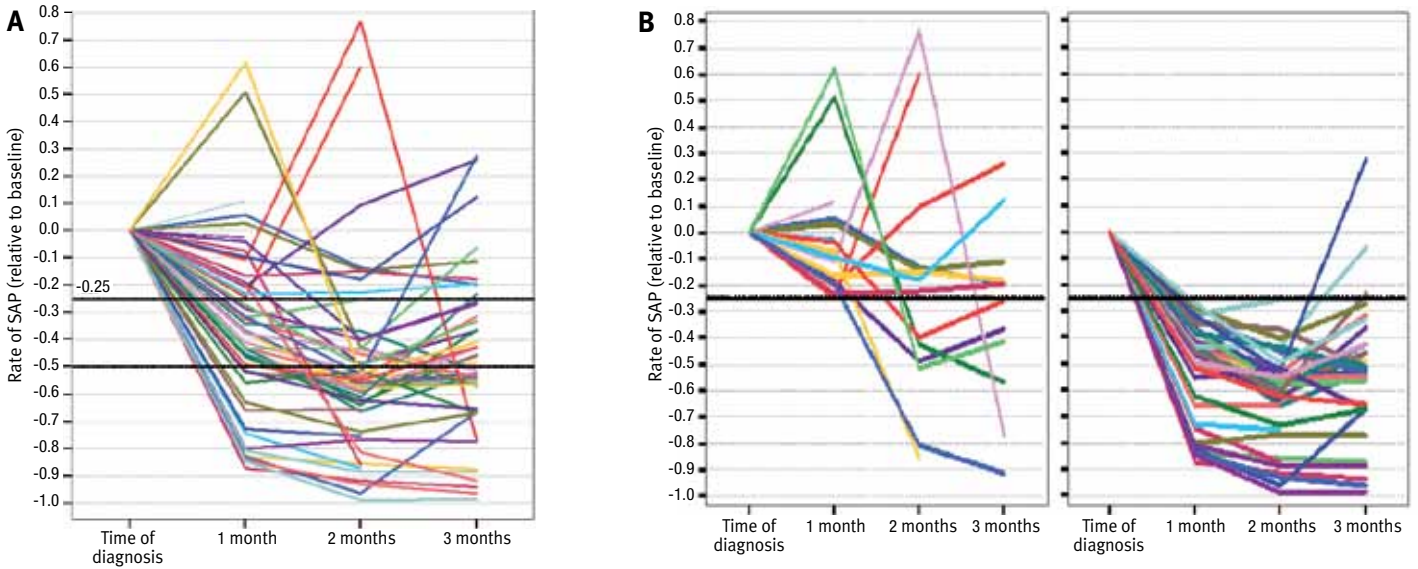 A
Rate of SAP (relative to baseline)
0.8
0.7
0.6
0.5
0.4
0.3
0.2
0.1
0.0
-0.1
-0.2
-0.25
-0.3
-0.4
-0.5
-0.6
-0.7
-0.8
-0.9
-1.0
Time of
diagnosis
1 month
2 months
3 months
B
Rate of SAP (relative to baseline)
0.8
0.7
0.6
0.5
0.4
0.3
0.2
0.1
0.0
-0.1
-0.2
-0.3
-0.4
-0.5
-0.6
-0.7
-0.8
-0.9
-1.0
Time of
diagnosis
1 month
2 months
3 months
Time of
diagnosis
1 month
2 months
3 months